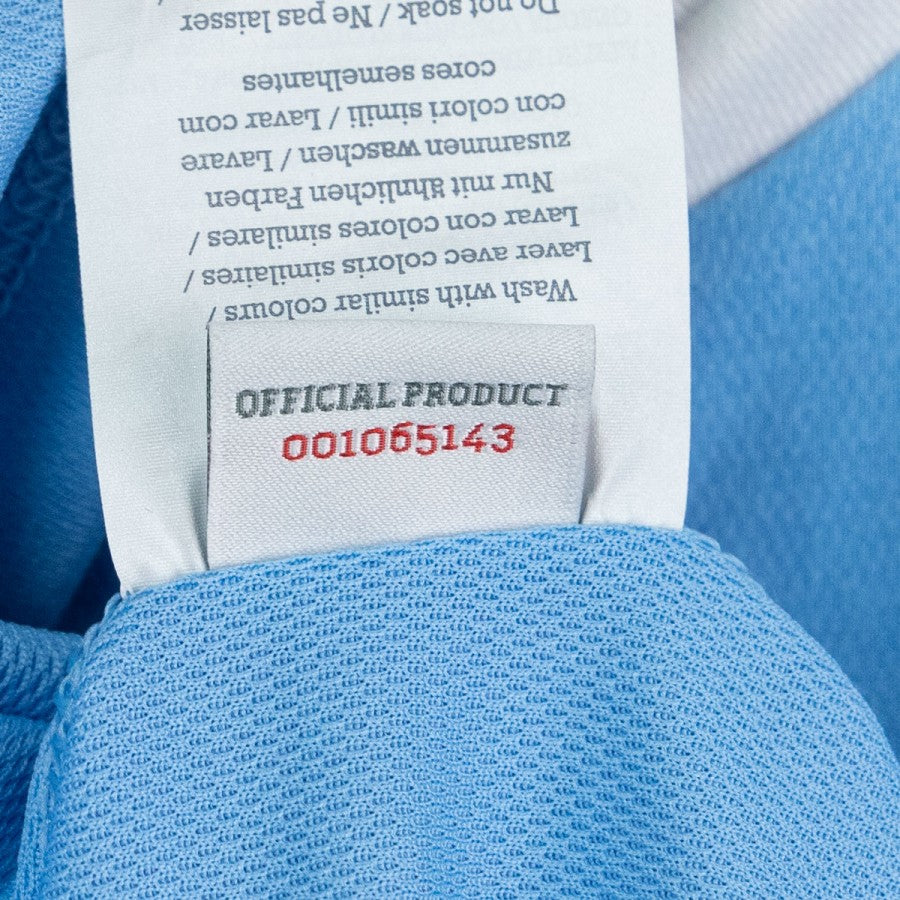 OFFICIAL PRODUCT
001065143
Wash with similar colours /
Laver avec coloris similaires /
Lavar con colores similares /
Nur mit ähnlichen Farben
zusammen waschen / Lavare
con colori simili / Lavar com
cores semelhantes
Do not soak / Ne pas laisser